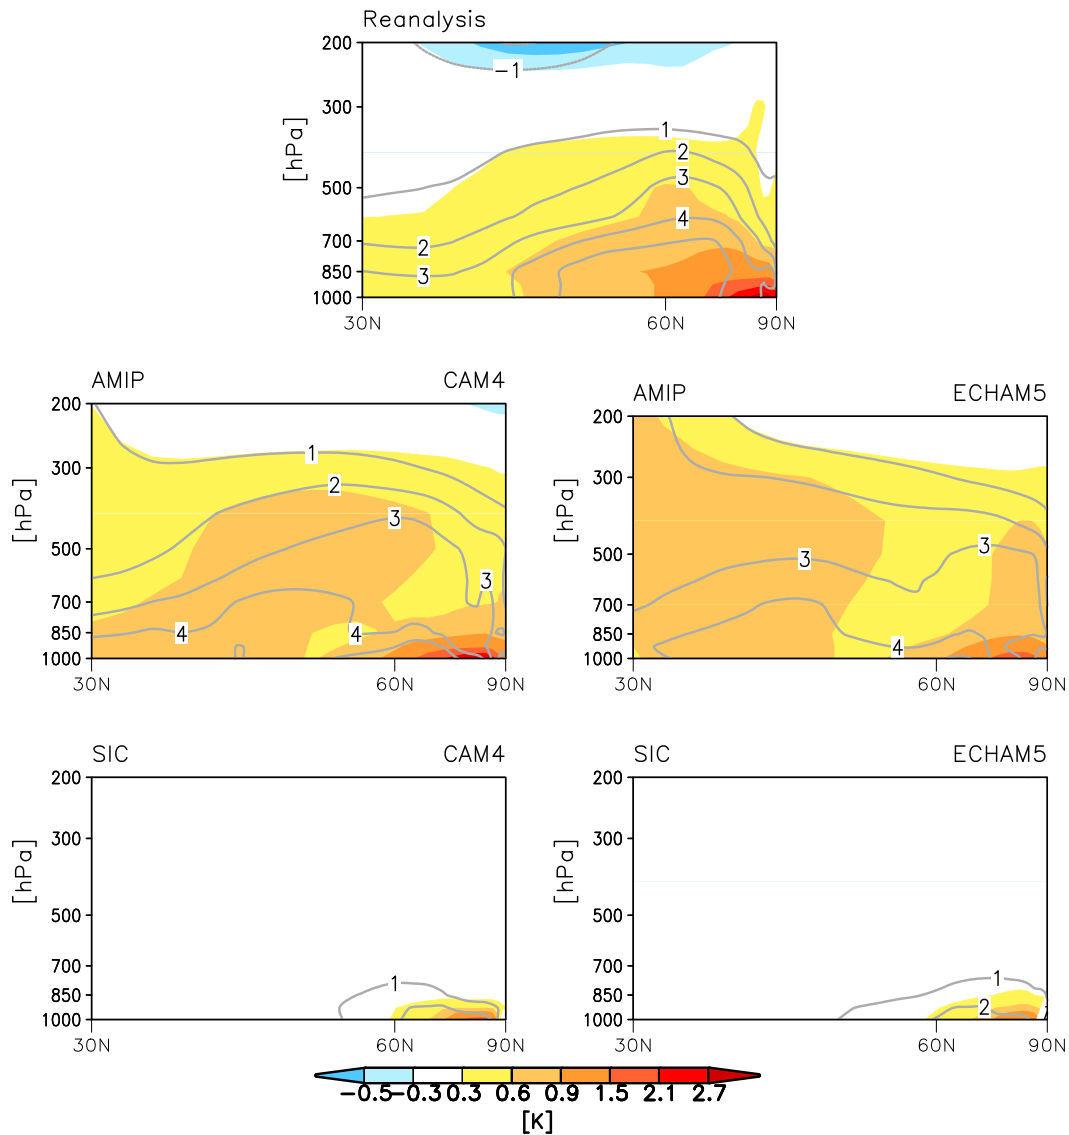 Reanalysis
200
300
500
700
850
1000
[hPa]
−1
1
2
3
4
2
3
30N 60N 90N
AMIP CAM4
200
300
500
700
850
1000
[hPa]
1
2
3
3
4
4
30N 60N 90N
AMIP ECHAM5
200
300
500
700
850
1000
[hPa]
3
3
4
30N 60N 90N
SIC CAM4
200
300
500
700
850
1000
[hPa]
1
30N 60N 90N
SIC ECHAM5
200
300
500
700
850
1000
[hPa]
1
2
30N 60N 90N
−0.5 −0.3 0.3 0.6 0.9 1.5 2.1 2.7
[K]